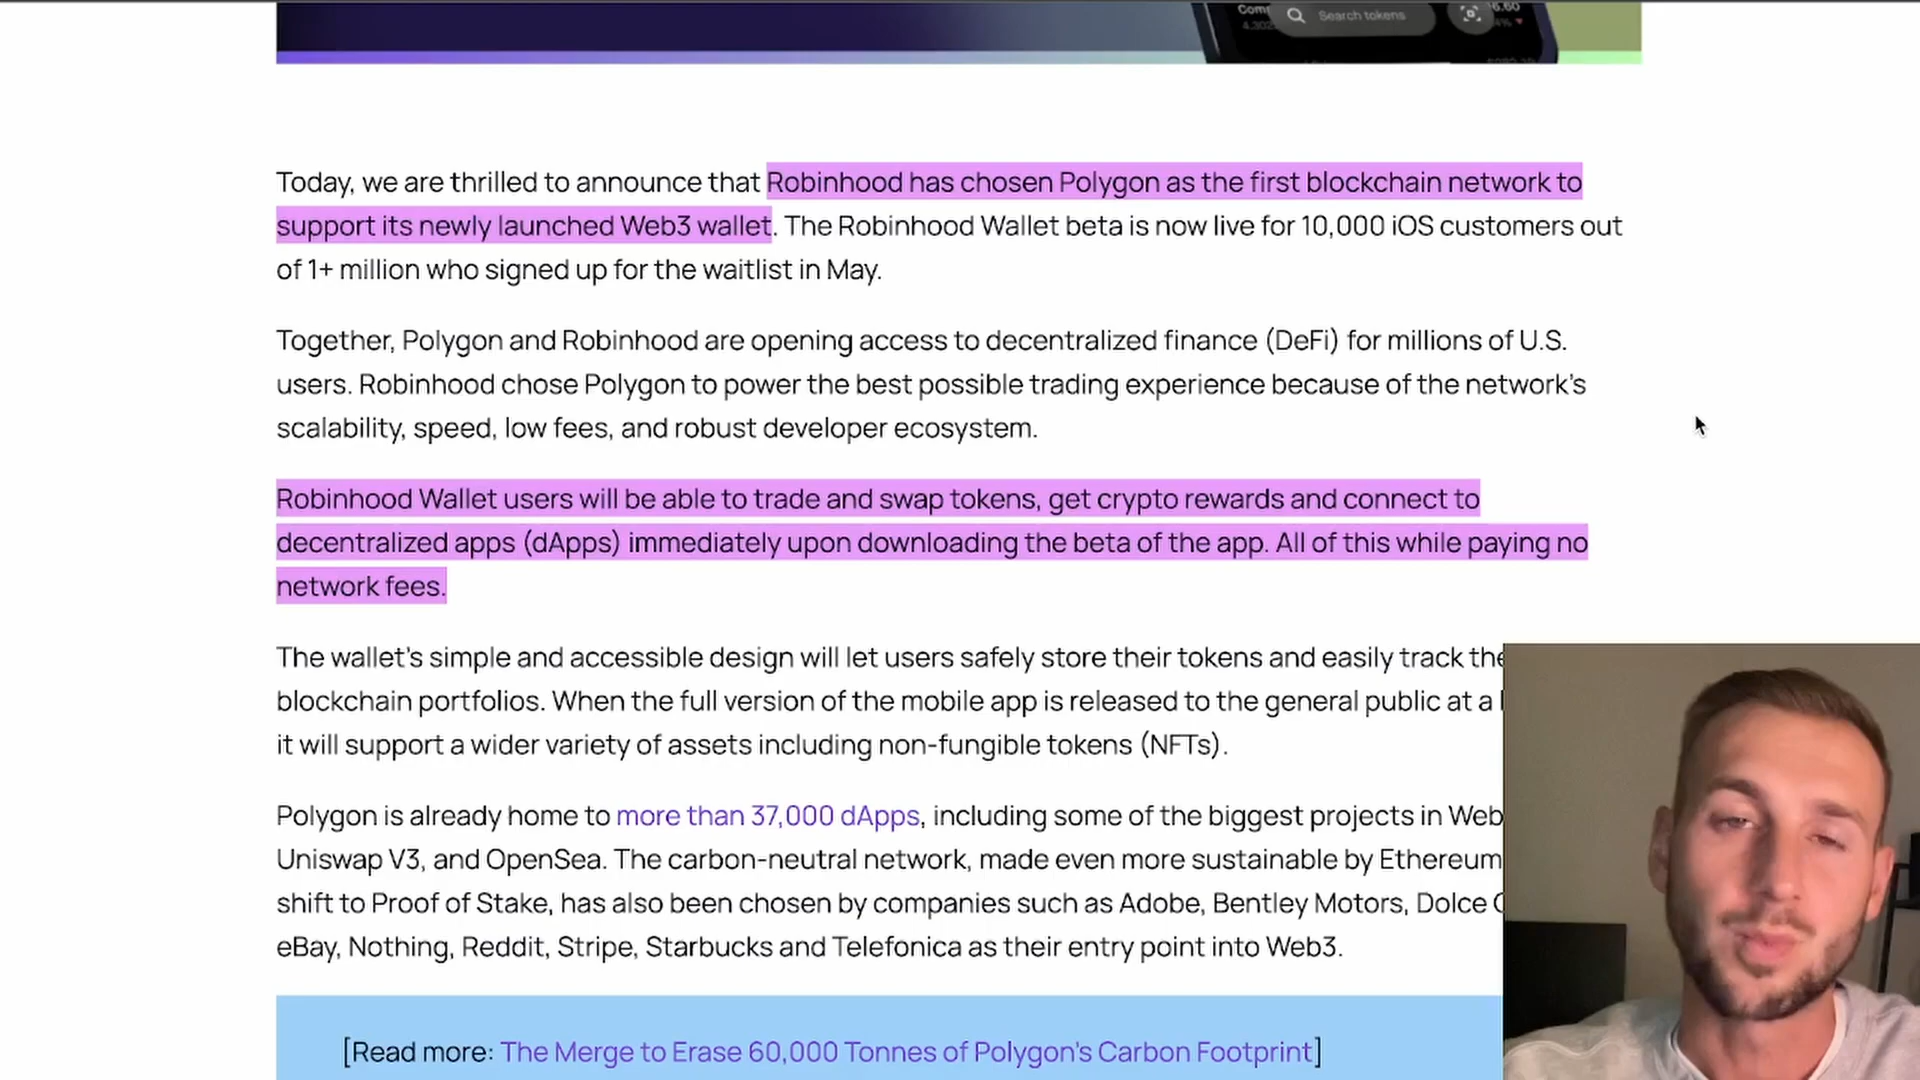 Search tokens
Today, we are thrilled to announce that Robinhood has chosen Polygon as the first blockchain network to
support its newly launched Web3 wallet. The Robinhood Wallet beta is now live for 10,000 iOS customers out
of 1+ million who signed up for the waitlist in May.
Together, Polygon and Robinhood are opening access to decentralized finance (DeFi) for millions of U.S.
users. Robinhood chose Polygon to power the best possible trading experience because of the network's
scalability, speed, low fees, and robust developer ecosystem.
Robinhood Wallet users will be able to trade and swap tokens, get crypto rewards and connect to
decentralized apps (dApps) immediately upon downloading the beta of the app. All of this while paying no
network fees.
The wallet's simple and accessible design will let users safely store their tokens and easily track
blockchain portfolios. When the full version of the mobile app is released to the general public at a
it will support a wider variety of assets including non-fungible tokens (NFTs).
Polygon is already home to more than 37,000 dApps, including some of the biggest projects in Web
Uniswap V3, and OpenSea. The carbon-neutral network, made even more sustainable by Ethereum
shift to Proof of Stake, has also been chosen by companies such as Adobe, Bentley Motors, Dolce
eBay, Nothing, Reddit, Stripe, Starbucks and Telefonica as their entry point into Web3.
[Read more: The Merge to Erase 60,000 Tonnes of Polygon's Carbon Footprint]